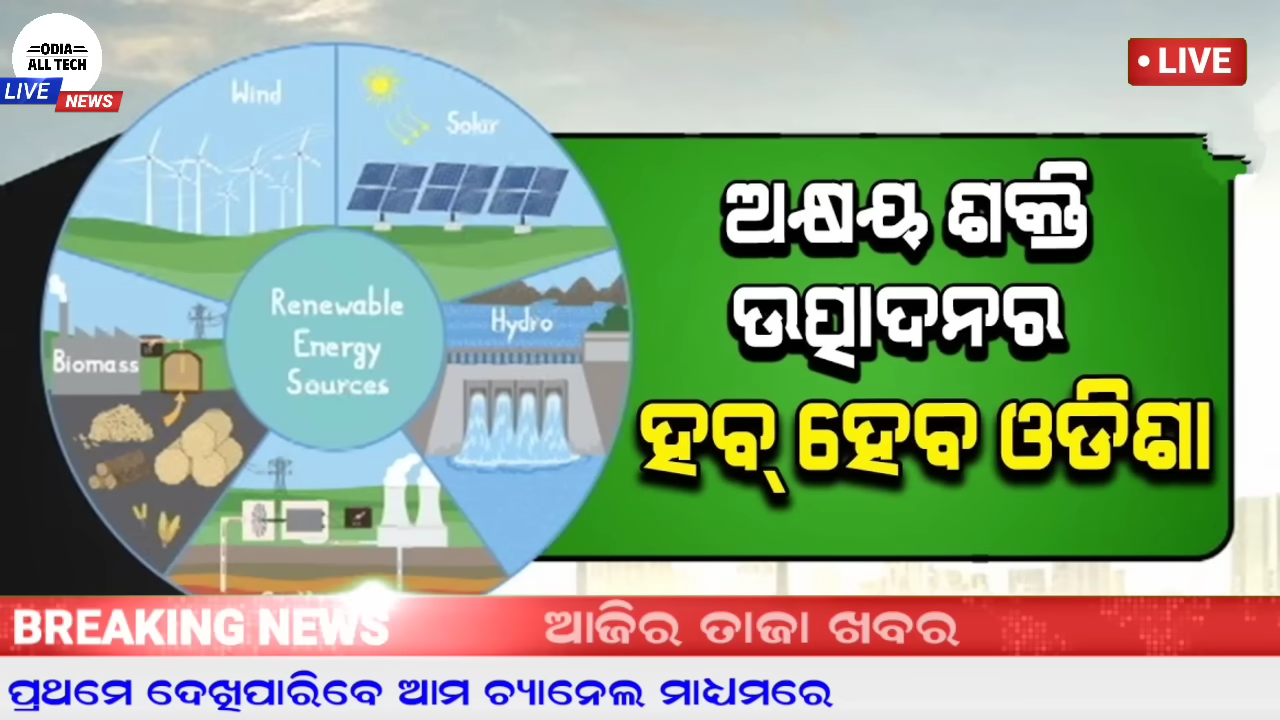 ODIA
ALL TECH
LIVE
NEWS
• LIVE
Wind
Solar
Renewable
Energy
Sources
Hydro
Biomass
ଅକ୍ଷୟ ଶକ୍ତି
ଉତ୍ପାଦନର
ହବ୍ ହେବ ଓଡିଶା
BREAKING NEWS
ଆଜିର ତାଜା ଖବର
ପ୍ରଥମେ ଦେଖିପାରିବେ ଆମ ଚ୍ୟାନେଲ ମାଧ୍ୟମରେ